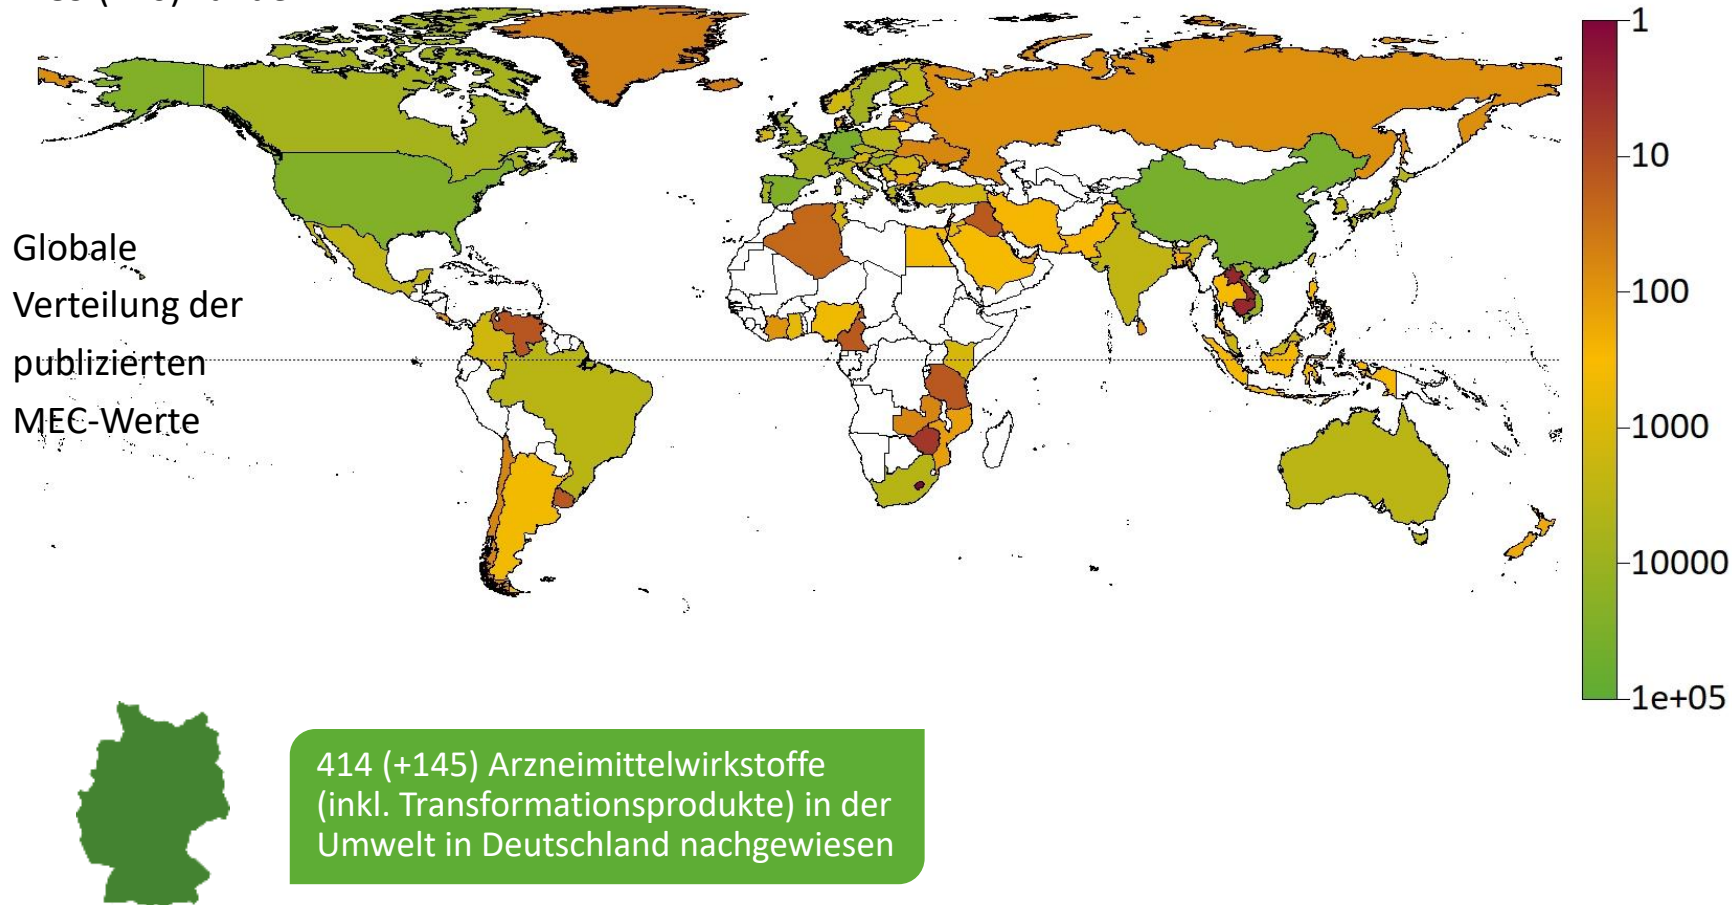 1
10
100
1000
10000
1e+05
Globale
Verteilung der
publizierten
MEC-Werte
414 (+145) Arzneimittelwirkstoffe
(inkl. Transformationsprodukte) in der
Umwelt in Deutschland nachgewiesen